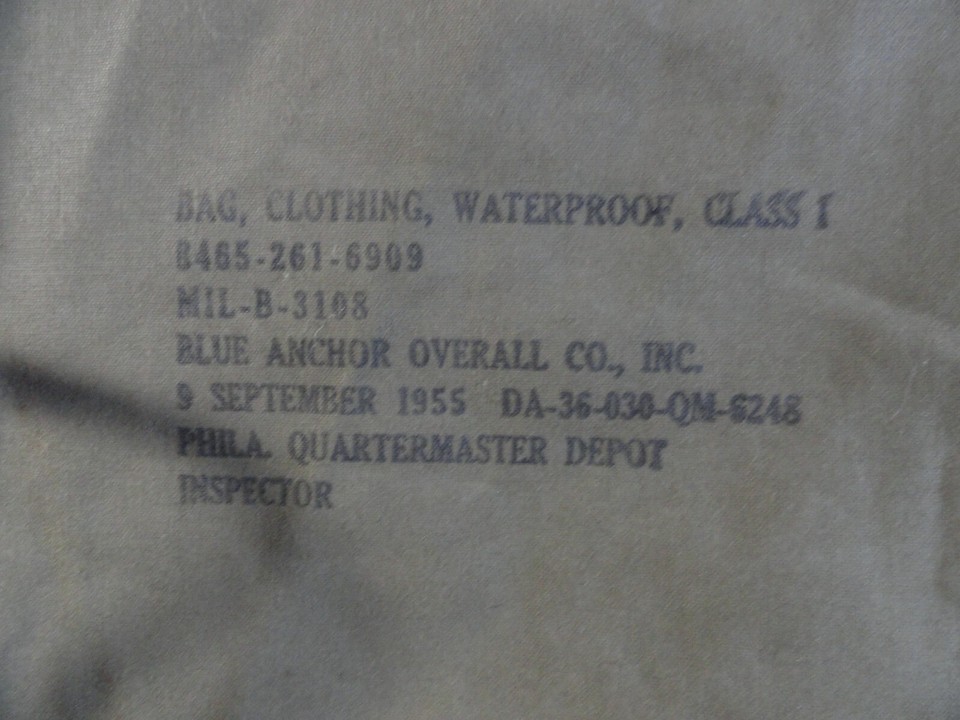 BAG, CLOTHING, WATERPROOF, CLASS 1
8465-261-6909
MIL-B-3108
BLUE ANCHOR OVERALL CO., INC.
9 SEPTEMBER 1955 DA-36-030-QM-6248
PHILA. QUARTERMASTER DEPOT
INSPECTOR